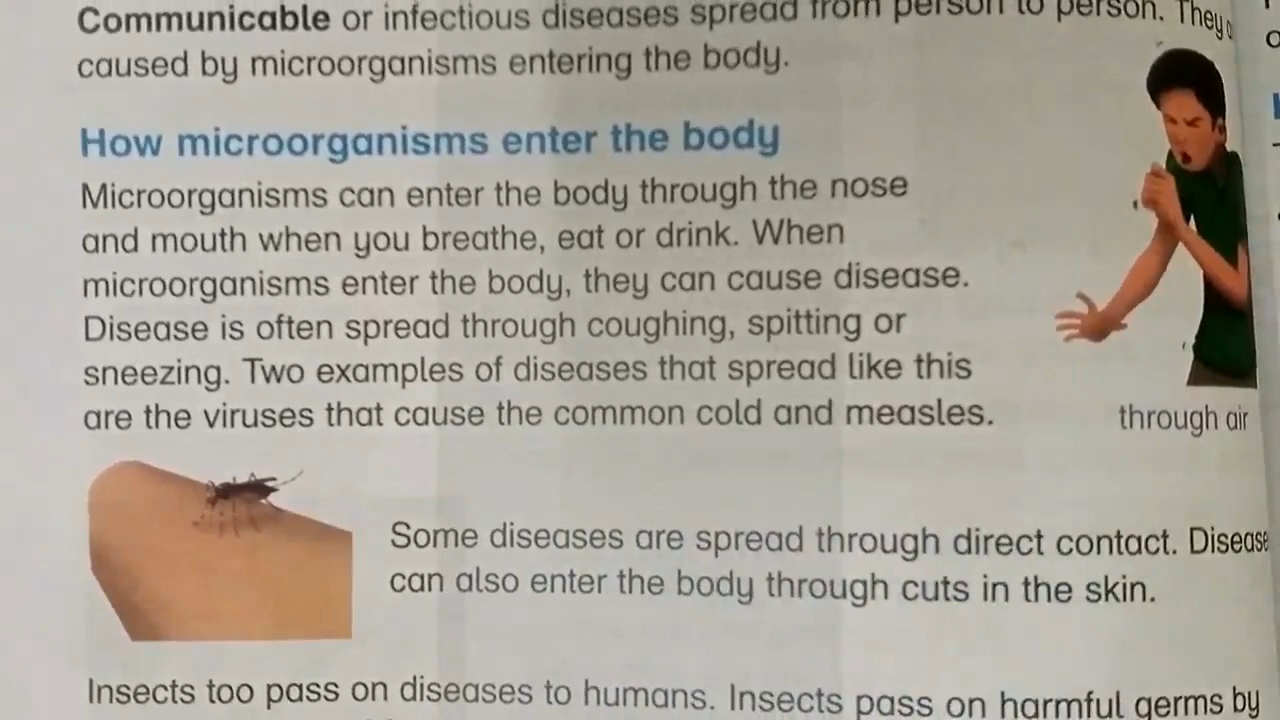 Communicable or infectious diseases spread from person to person. They
caused by microorganisms entering the body.
How microorganisms enter the body
Microorganisms can enter the body through the nose
and mouth when you breathe, eat or drink. When
microorganisms enter the body, they can cause disease.
Disease is often spread through coughing, spitting or
sneezing. Two examples of diseases that spread like this
are the viruses that cause the common cold and measles.
through air
Some diseases are spread through direct contact. Disease
can also enter the body through cuts in the skin.
Insects too pass on diseases to humans. Insects pass on harmful germs by